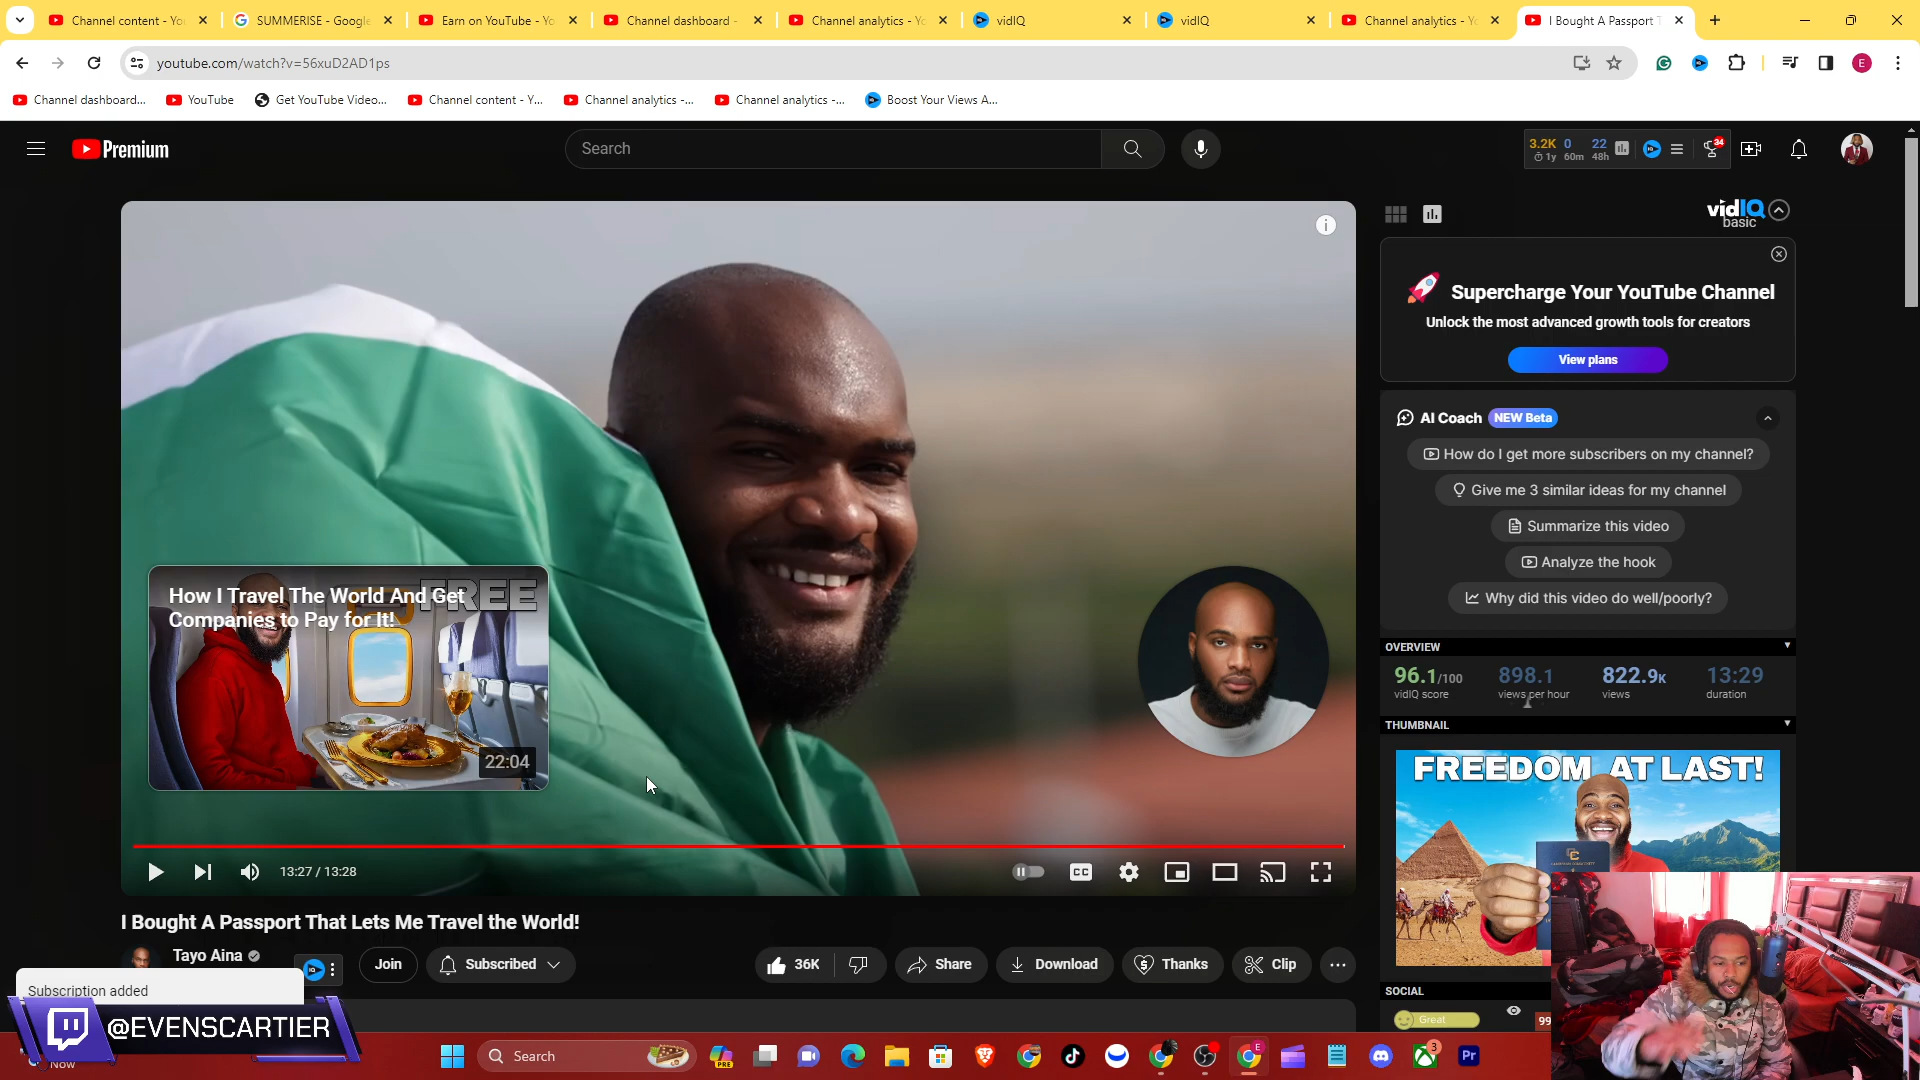 Channel content - Yo
SUMMERISE - Google
Earn on YouTube - Yo
Channel dashboard -
Channel analytics - Yo
vidIQ
vidIQ
Channel analytics - Yo
I Bought A Passport T
youtube.com/watch?v=56xuD2AD1ps
E
Channel dashboard...
YouTube
Get YouTube Video...
Channel content - Y...
Channel analytics -...
Channel analytics -...
Boost Your Views A...
Premium
Search
3.2K 0 22
1y 60m 48h
34
vidIQ
basic
Supercharge Your YouTube Channel
Unlock the most advanced growth tools for creators
View plans
AI Coach NEW Beta
How do I get more subscribers on my channel?
Give me 3 similar ideas for my channel
Summarize this video
Analyze the hook
Why did this video do well/poorly?
OVERVIEW
96.1/100 898.1 822.9K 13:29
vidIQ score views per hour views duration
THUMBNAIL
FREEDOM AT LAST!
SOCIAL
Great
99
FREE
How I Travel The World And Get
Companies to Pay for It!
22:04
13:27 / 13:28
CC
I Bought A Passport That Lets Me Travel the World!
Tayo Aina
Join
Subscribed
36K
Share
Download
Thanks
Clip
Subscription added
@EVENSCARTIER
Now
Search
PRE
E
3
Pr